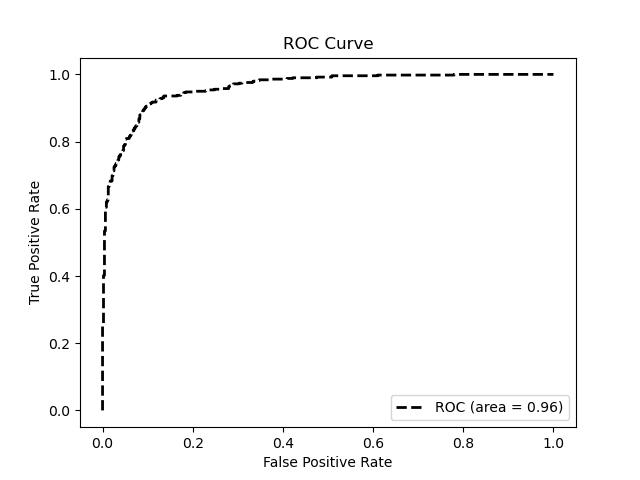 ROC Curve
1.0
0.8
0.6
0.4
0.2
0.0
True Positive Rate
ROC (area = 0.96)
0.0 0.2 0.4 0.6 0.8 1.0
False Positive Rate